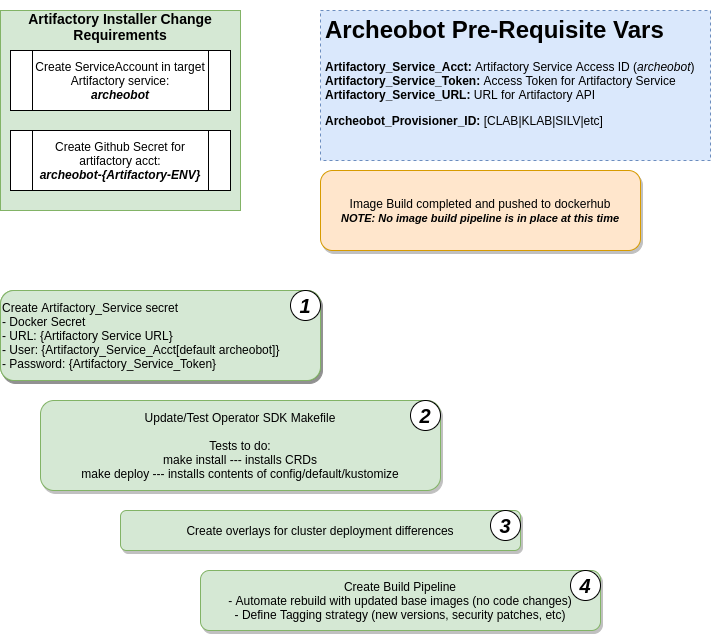 Artifactory Installer Change
Requirements
Create ServiceAccount in target
Artifactory service:
archeobot
Create Github Secret for
artifactory acct:
archeobot-{Artifactory-ENV}
Archeobot Pre-Requisite Vars
Artifactory_Service_Acct: Artifactory Service Access ID (archeobot)
Artifactory_Service_Token: Access Token for Artifactory Service
Artifactory_Service_URL: URL for Artifactory API
Archeobot_Provisioner_ID: [CLAB|KLAB|SILV|etc]
Image Build completed and pushed to dockerhub
NOTE: No image build pipeline is in place at this time
1
Create Artifactory_Service secret
- Docker Secret
- URL: {Artifactory Service URL}
- User: {Artifactory_Service_Acct[default archeobot]}
- Password: {Artifactory_Service_Token}
2
Update/Test Operator SDK Makefile
Tests to do:
make install --- installs CRDs
make deploy --- installs contents of config/default/kustomize
3
Create overlays for cluster deployment differences
4
Create Build Pipeline
- Automate rebuild with updated base images (no code changes)
- Define Tagging strategy (new versions, security patches, etc)